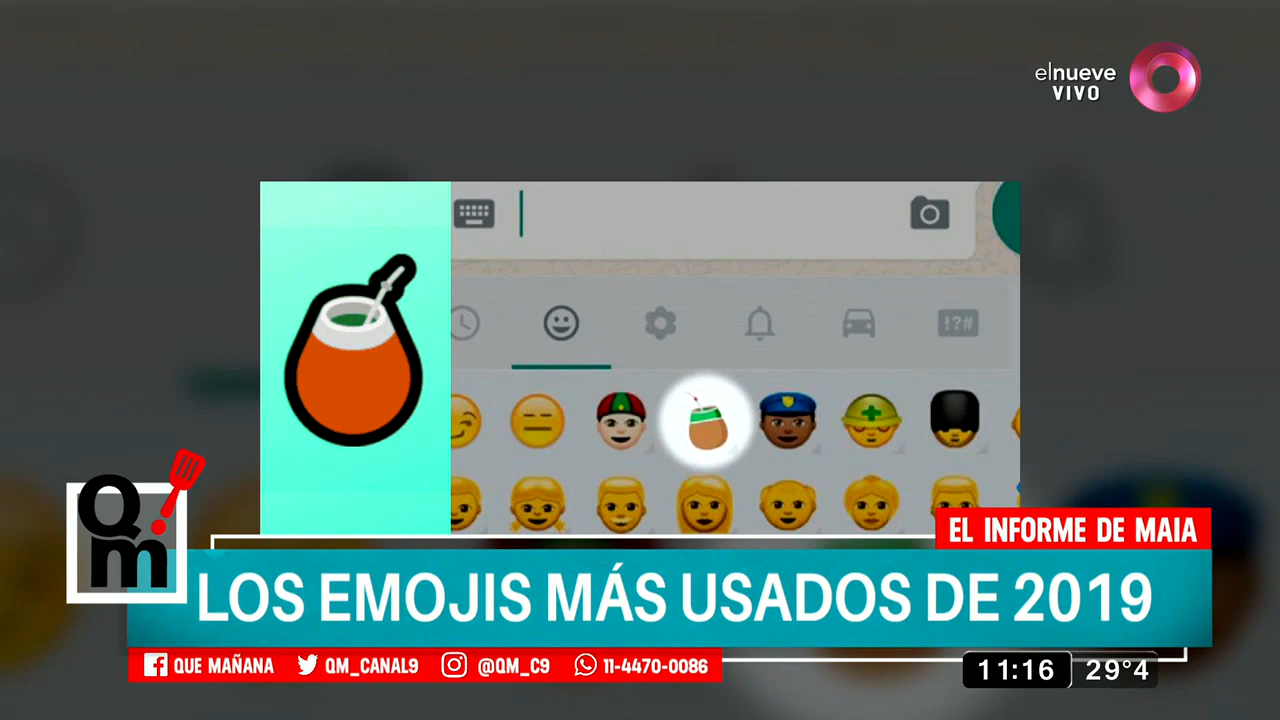 elnueve
VIVO
!?#
Q!m
EL INFORME DE MAIA
LOS EMOJIS MÁS USADOS DE 2019
QUE MAÑANA QM_CANAL9 @QM_C9 11-4470-0086
11:16 29°4